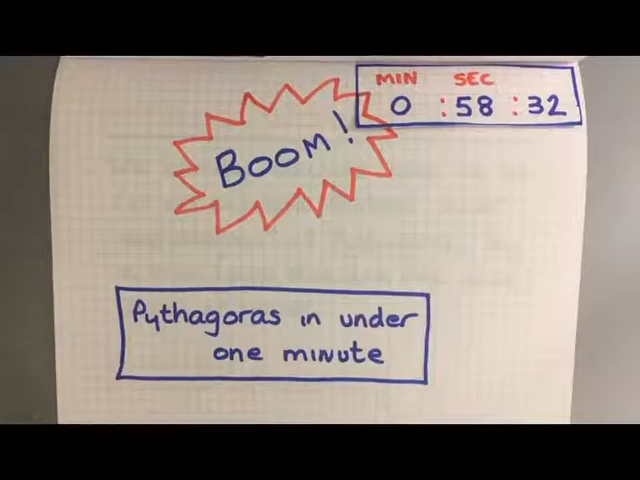 MIN SEC
0 : 58 : 32
BOOM!
Pythagoras in under
one minute